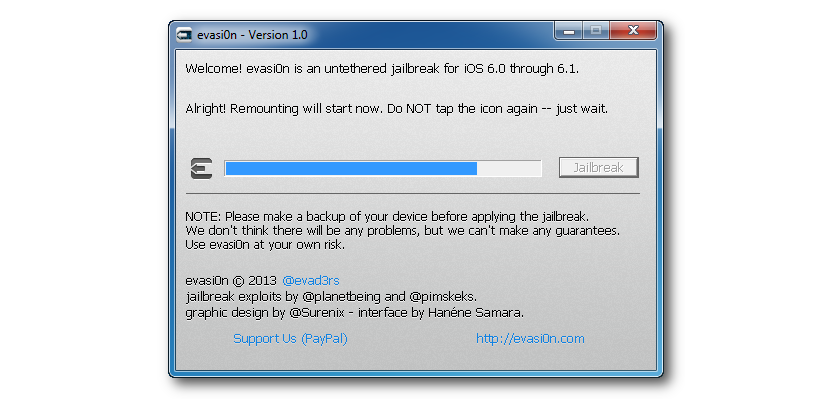 evasi0n - Version 1.0
Welcome! evasi0n is an untethered jailbreak for iOS 6.0 through 6.1.
Alright! Remounting will start now. Do NOT tap the icon again -- just wait.
Jailbreak
NOTE: Please make a backup of your device before applying the jailbreak.
We don't think there will be any problems, but we can't make any guarantees.
Use evasi0n at your own risk.
evasi0n © 2013 @evad3rs
jailbreak exploits by @planetbeing and @pimskeks.
graphic design by @Surenix - interface by Hanéne Samara.
Support Us (PayPal) http://evasi0n.com